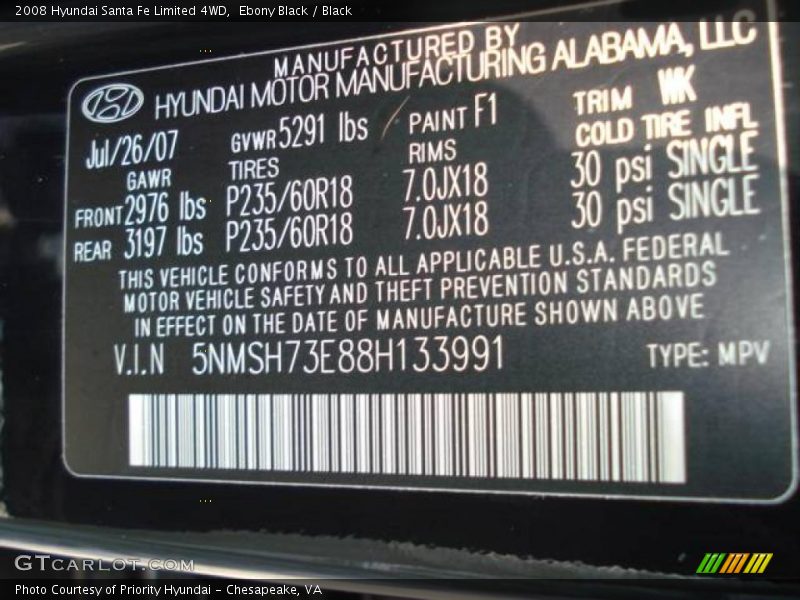 2008 Hyundai Santa Fe Limited 4WD,  Ebony Black / Black
MANUFACTURED BY
HYUNDAI MOTOR MANUFACTURING ALABAMA, LLC
Jul/26/07 GVWR 5291 lbs PAINT F1 TRIM WK
GAWR TIRES RIMS COLD TIRE INFL
FRONT 2976 lbs P235/60R18 7.0JX18 30 psi SINGLE
REAR 3197 lbs P235/60R18 7.0JX18 30 psi SINGLE
THIS VEHICLE CONFORMS TO ALL APPLICABLE U.S.A. FEDERAL
MOTOR VEHICLE SAFETY AND THEFT PREVENTION STANDARDS
IN EFFECT ON THE DATE OF MANUFACTURE SHOWN ABOVE
V.I.N 5NMSH73E88H133991 TYPE: MPV
GTCARLOT.COM
Photo Courtesy of Priority Hyundai - Chesapeake, VA